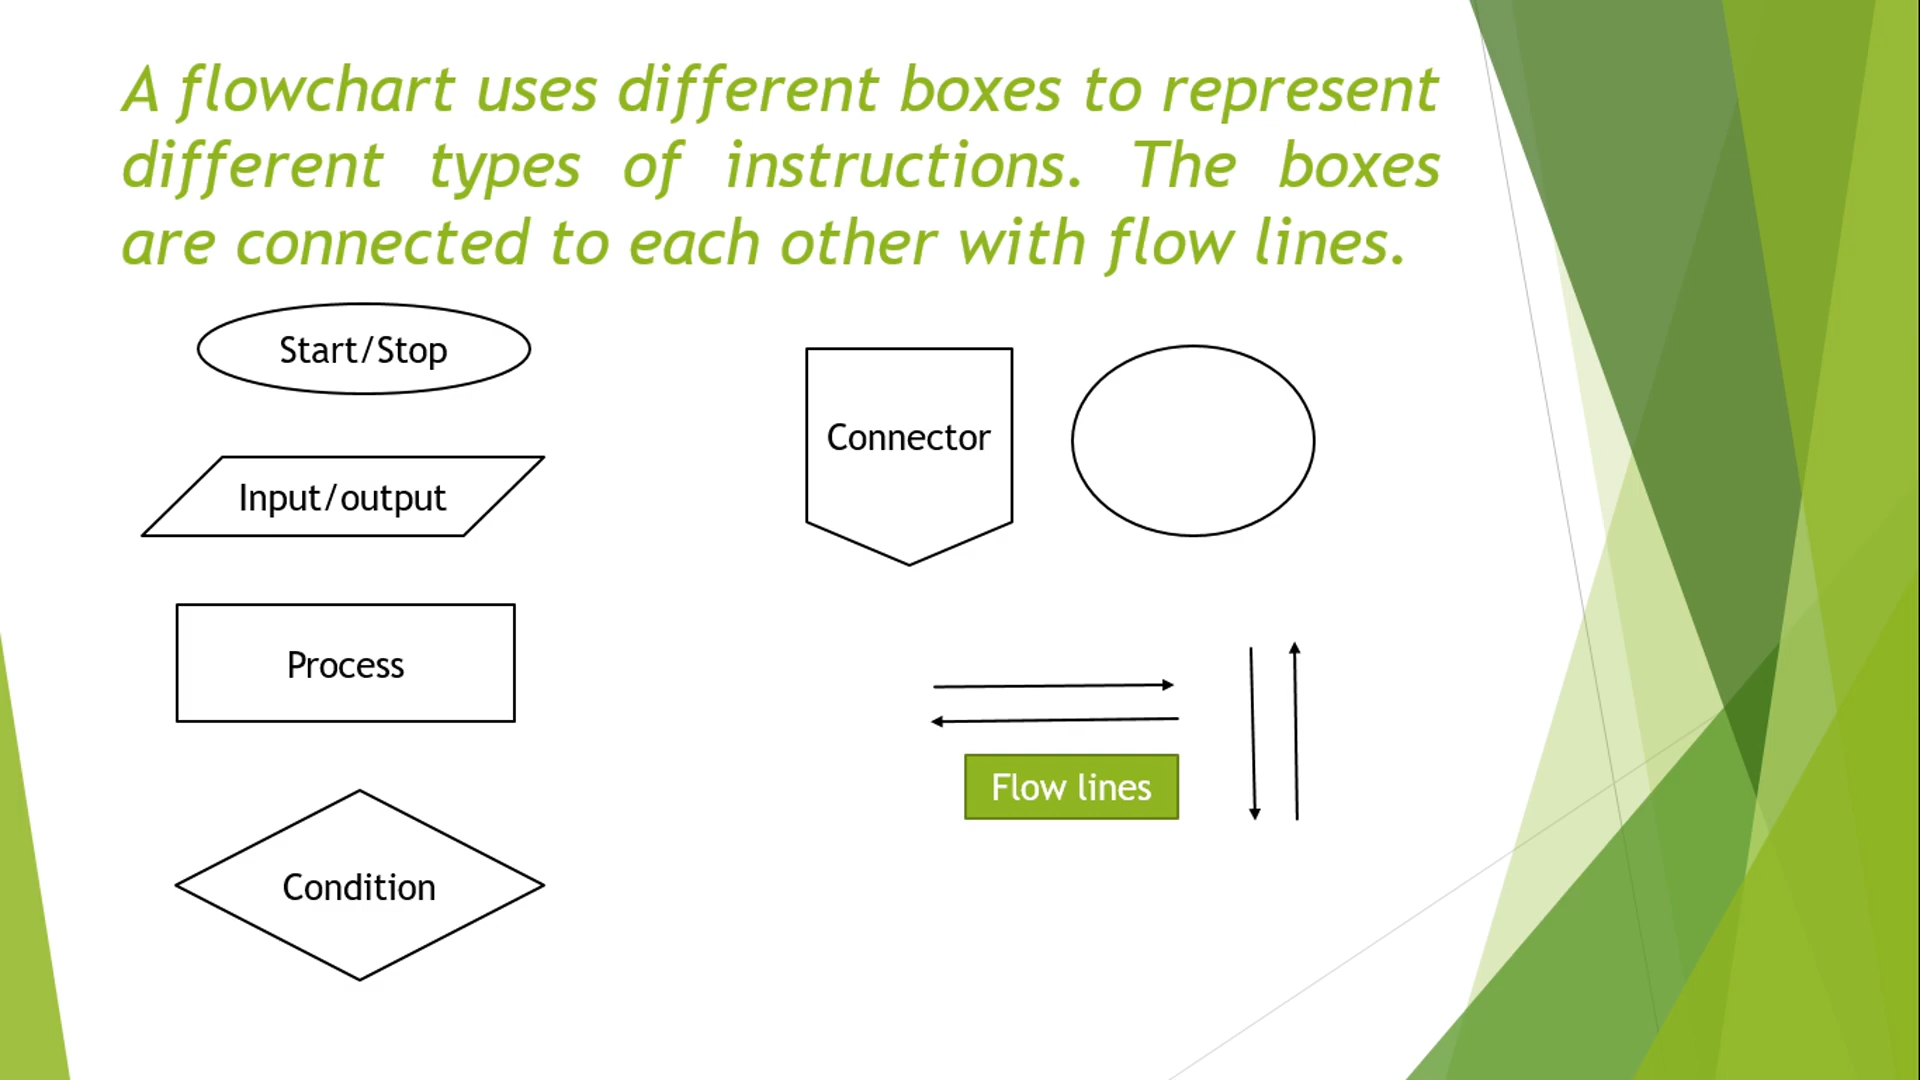 A flowchart uses different boxes to represent
different types of instructions. The boxes
are connected to each other with flow lines.
Start/Stop
Input/output
Process
Condition
Connector
Flow lines